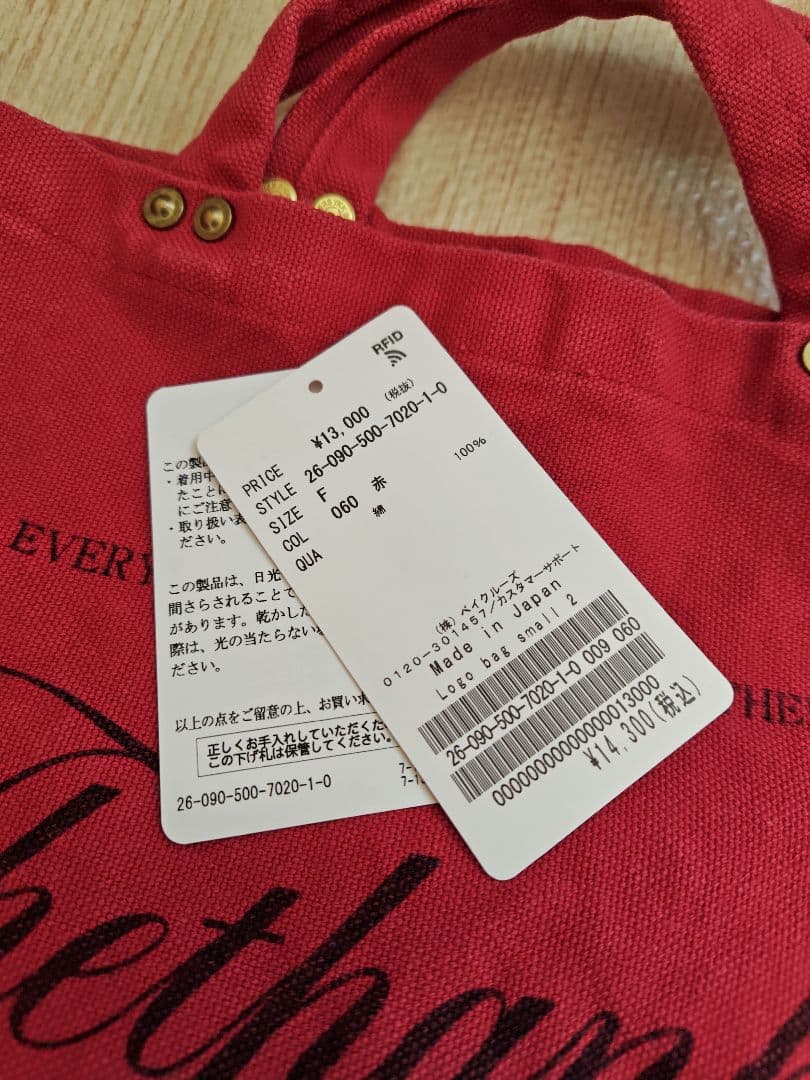 RFID
PRICE ¥13,000 (税抜)
STYLE 26-090-500-7020-1-0
SIZE F
COL 060 赤
QUA 綿 100%
(株)ベイクルーズ
0120-301457/カスタマーサポート
Made in Japan
Logo bag small 2
26-090-500-7020-1-0 009 060
0000000000000013000
¥14,300(税込)
この製
・着用中
たことに
にご注意
・取り扱い表
ださい。
この製品は、日光
間さらされることで
があります。乾かした
際は、光の当たらない
ださい。
以上の点をご留意の上、お買い求
正しくお手入れしていただくた
この下げ札は保管してください。
26-090-500-7020-1-0
EVERY
THE